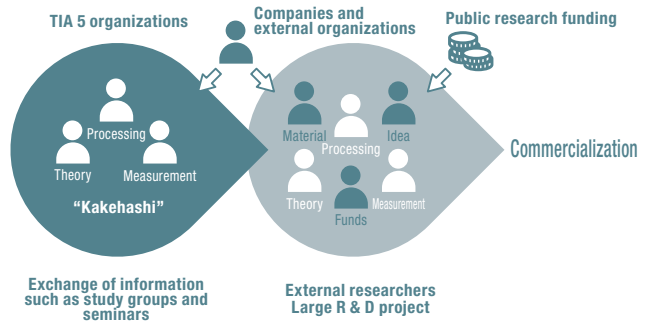 TIA 5 organizations
Companies and
external organizations
Public research funding
Processing
Theory
Measurement
“Kakehashi”
Material
Idea
Processing
Theory
Measurement
Funds
Commercialization
Exchange of information
such as study groups and
seminars
External researchers
Large R & D project